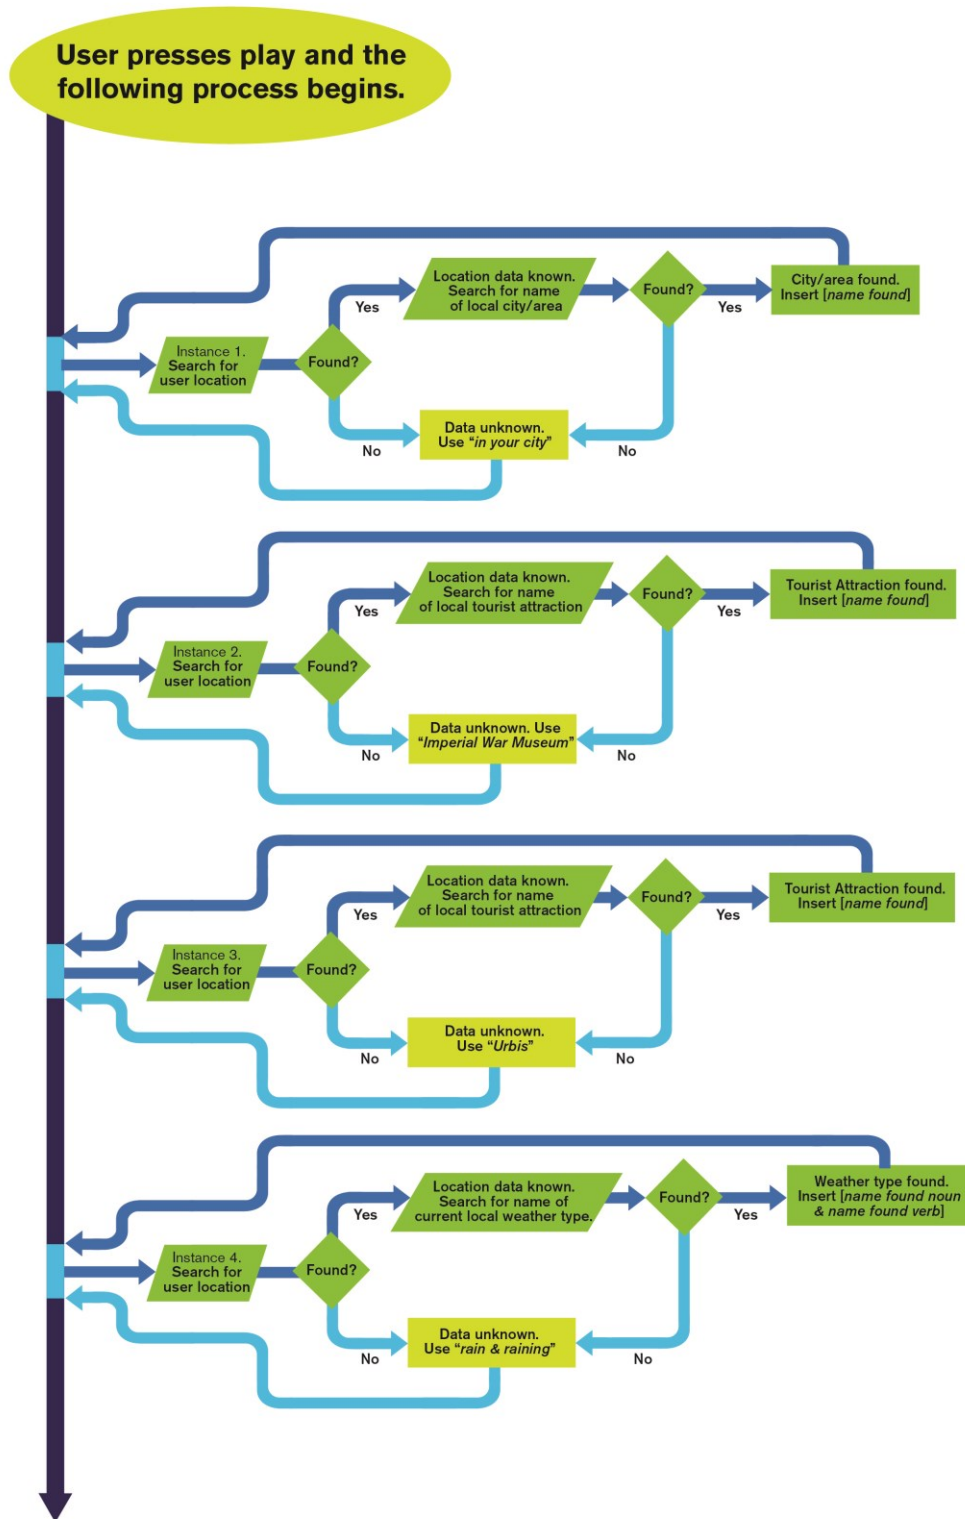 User presses play and the
following process begins.
Location data known.
Search for name
of local city/area
Found?
City/area found.
Insert [name found]
Yes
Yes
Instance 1.
Search for
user location
Found?
Data unknown.
Use “in your city”
No
No
Location data known.
Search for name
of local tourist attraction
Found?
Tourist Attraction found.
Insert [name found]
Yes
Yes
Instance 2.
Search for
user location
Found?
Data unknown. Use
“Imperial War Museum”
No
No
Location data known.
Search for name
of local tourist attraction
Found?
Tourist Attraction found.
Insert [name found]
Yes
Yes
Instance 3.
Search for
user location
Found?
Data unknown.
Use “Urbis”
No
No
Location data known.
Search for name of
current local weather type.
Found?
Weather type found.
Insert [name found noun
& name found verb]
Yes
Yes
Instance 4.
Search for
user location
Found?
Data unknown.
Use “rain & raining”
No
No